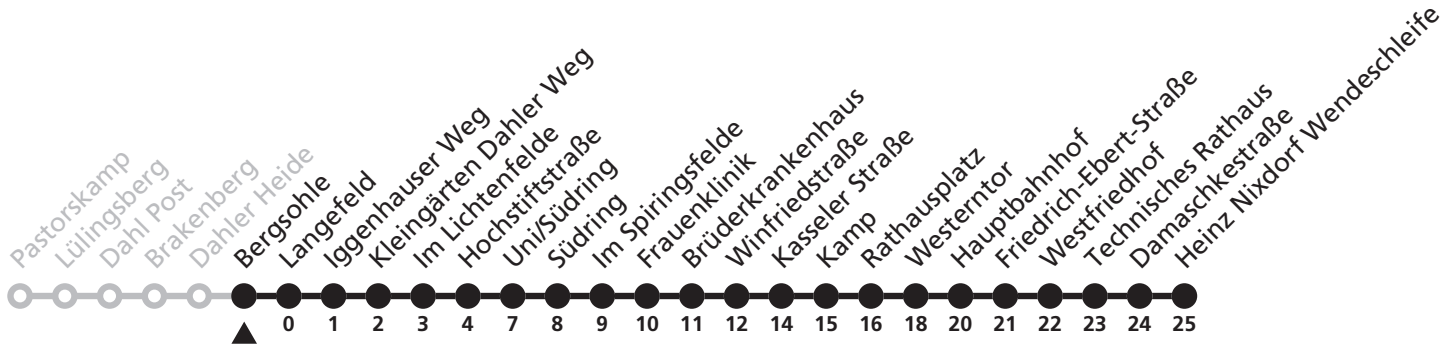 Pastorskamp
Lülingsberg
Dahl Post
Brakenberg
Dahler Heide
Bergsohle
Langefeld
Iggenhauser Weg
Kleingärten Dahler Weg
Im Lichtenfelde
Hochstiftstraße
Uni/Südring
Südring
Im Spiringsfelde
Frauenklinik
Brüderkrankenhaus
Winfriedstraße
Kasseler Straße
Kamp
Rathausplatz
Westerntor
Hauptbahnhof
Friedrich-Ebert-Straße
Westfriedhof
Technisches Rathaus
Damaschkestraße
Heinz Nixdorf Wendeschleife
0 1 2 3 4 7 8 9 10 11 12 14 15 16 18 20 21 22 23 24 25